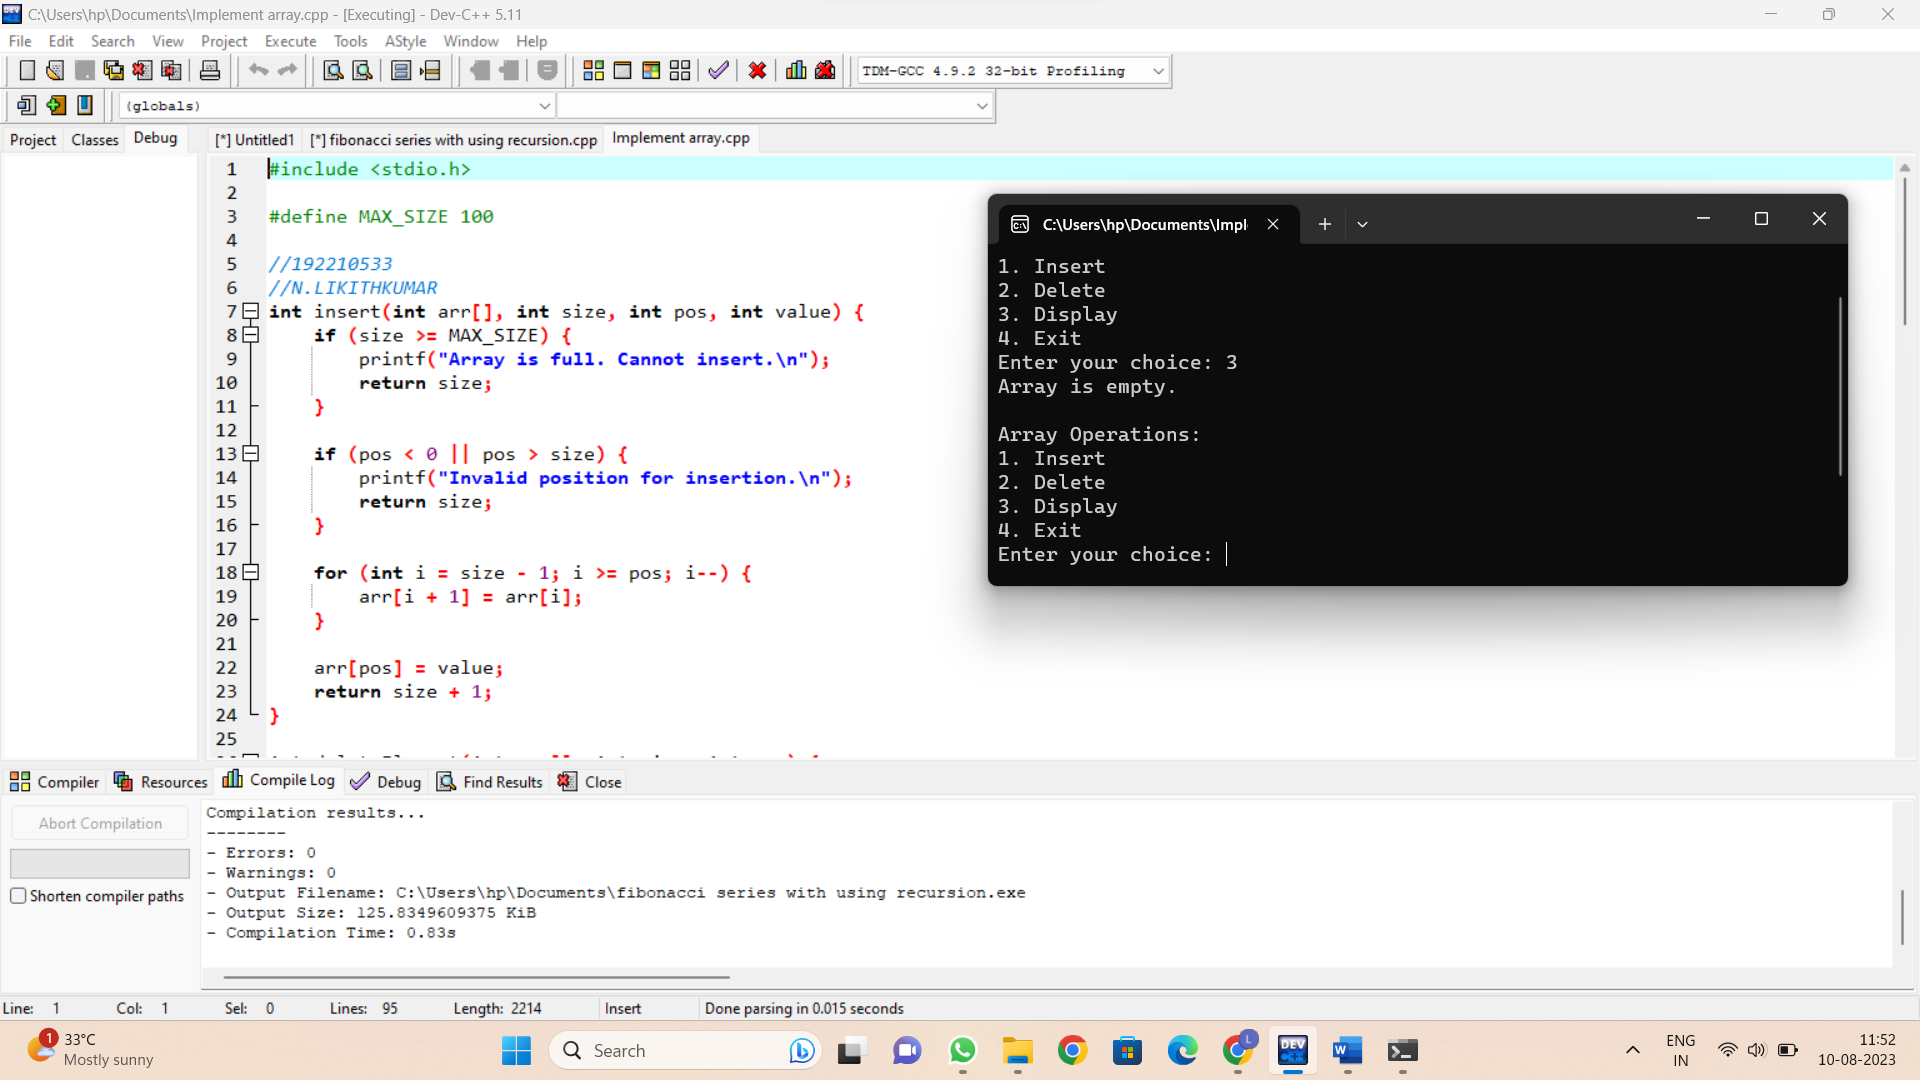 C:\Users\hp\Documents\Implement array.cpp - [Executing] - Dev-C++ 5.11
File Edit Search View Project Execute Tools AStyle Window Help
TDM-GCC 4.9.2 32-bit Profiling
(globals)
Project Classes Debug [*] Untitled1 [*] fibonacci series with using recursion.cpp Implement array.cpp
1 #include <stdio.h>
2
3 #define MAX_SIZE 100
4
5 //192210533
6 //N.LIKITHKUMAR
7 int insert(int arr[], int size, int pos, int value) {
8 if (size >= MAX_SIZE) {
9 printf("Array is full. Cannot insert.\n");
10 return size;
11 }
12
13 if (pos < 0 || pos > size) {
14 printf("Invalid position for insertion.\n");
15 return size;
16 }
17
18 for (int i = size - 1; i >= pos; i--) {
19 arr[i + 1] = arr[i];
20 }
21
22 arr[pos] = value;
23 return size + 1;
24 }
25
C:\Users\hp\Documents\Impl
1. Insert
2. Delete
3. Display
4. Exit
Enter your choice: 3
Array is empty.
Array Operations:
1. Insert
2. Delete
3. Display
4. Exit
Enter your choice:
Compiler Resources Compile Log Debug Find Results Close
Abort Compilation
Shorten compiler paths
Compilation results...
--------
- Errors: 0
- Warnings: 0
- Output Filename: C:\Users\hp\Documents\fibonacci series with using recursion.exe
- Output Size: 125.8349609375 KiB
- Compilation Time: 0.83s
Line: 1 Col: 1 Sel: 0 Lines: 95 Length: 2214 Insert Done parsing in 0.015 seconds
1
33°C
Mostly sunny
Search
L
DEV
C++
W
ENG
IN
11:52
10-08-2023